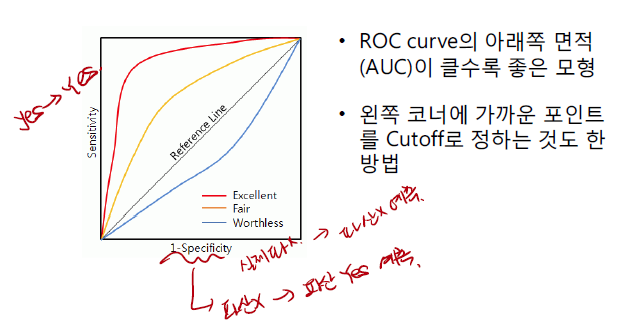 yes → yes
Sensitivity
Reference Line
Excellent
Fair
Worthless
1-Specificity
• ROC curve의 아래쪽 면적
(AUC)이 클수록 좋은 모형
• 왼쪽 코너에 가까운 포인트
를 Cutoff로 정하는 것도 한
방법
실제파산X → 파산X 예측.
↳ 파산X → 파산 Yes 예측.